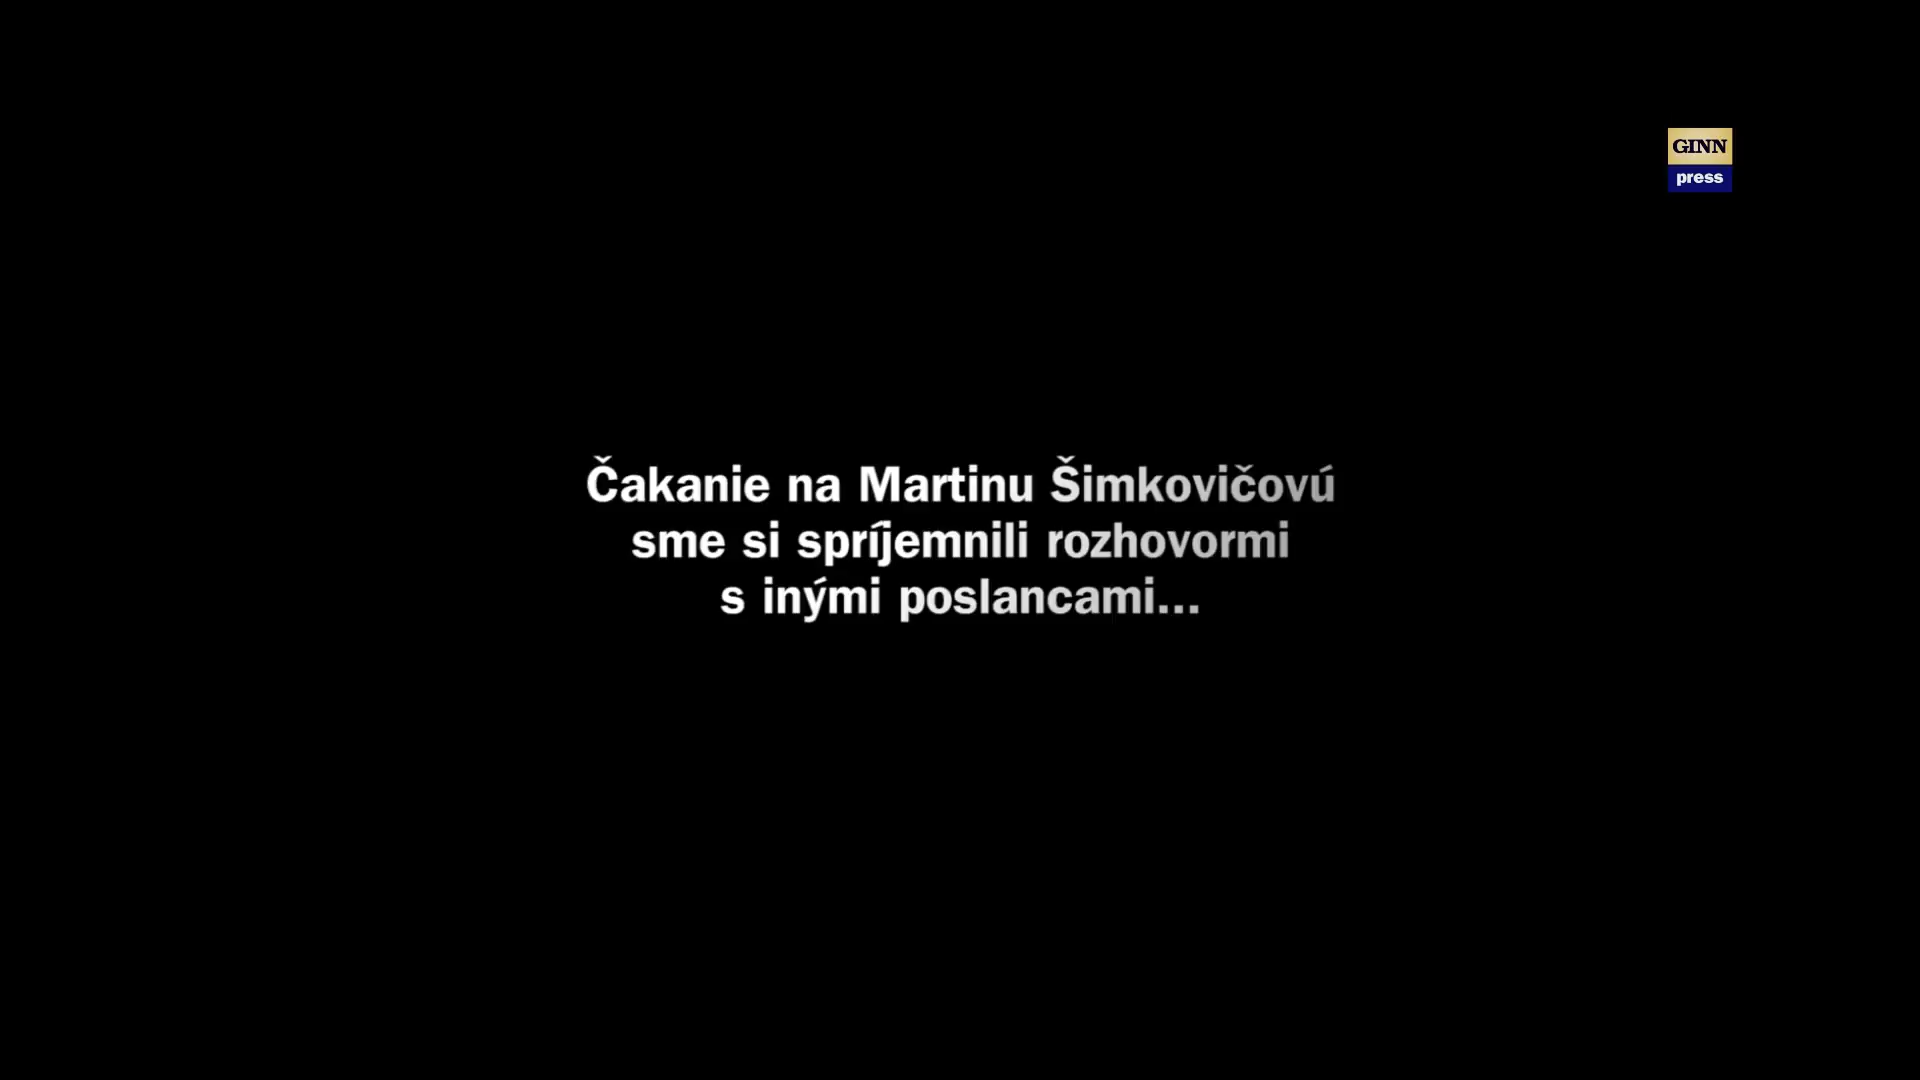 GINN
press
Čakanie na Martinu Šimkovičovú
sme si spríjemnili rozhovormi
s inými poslancami...